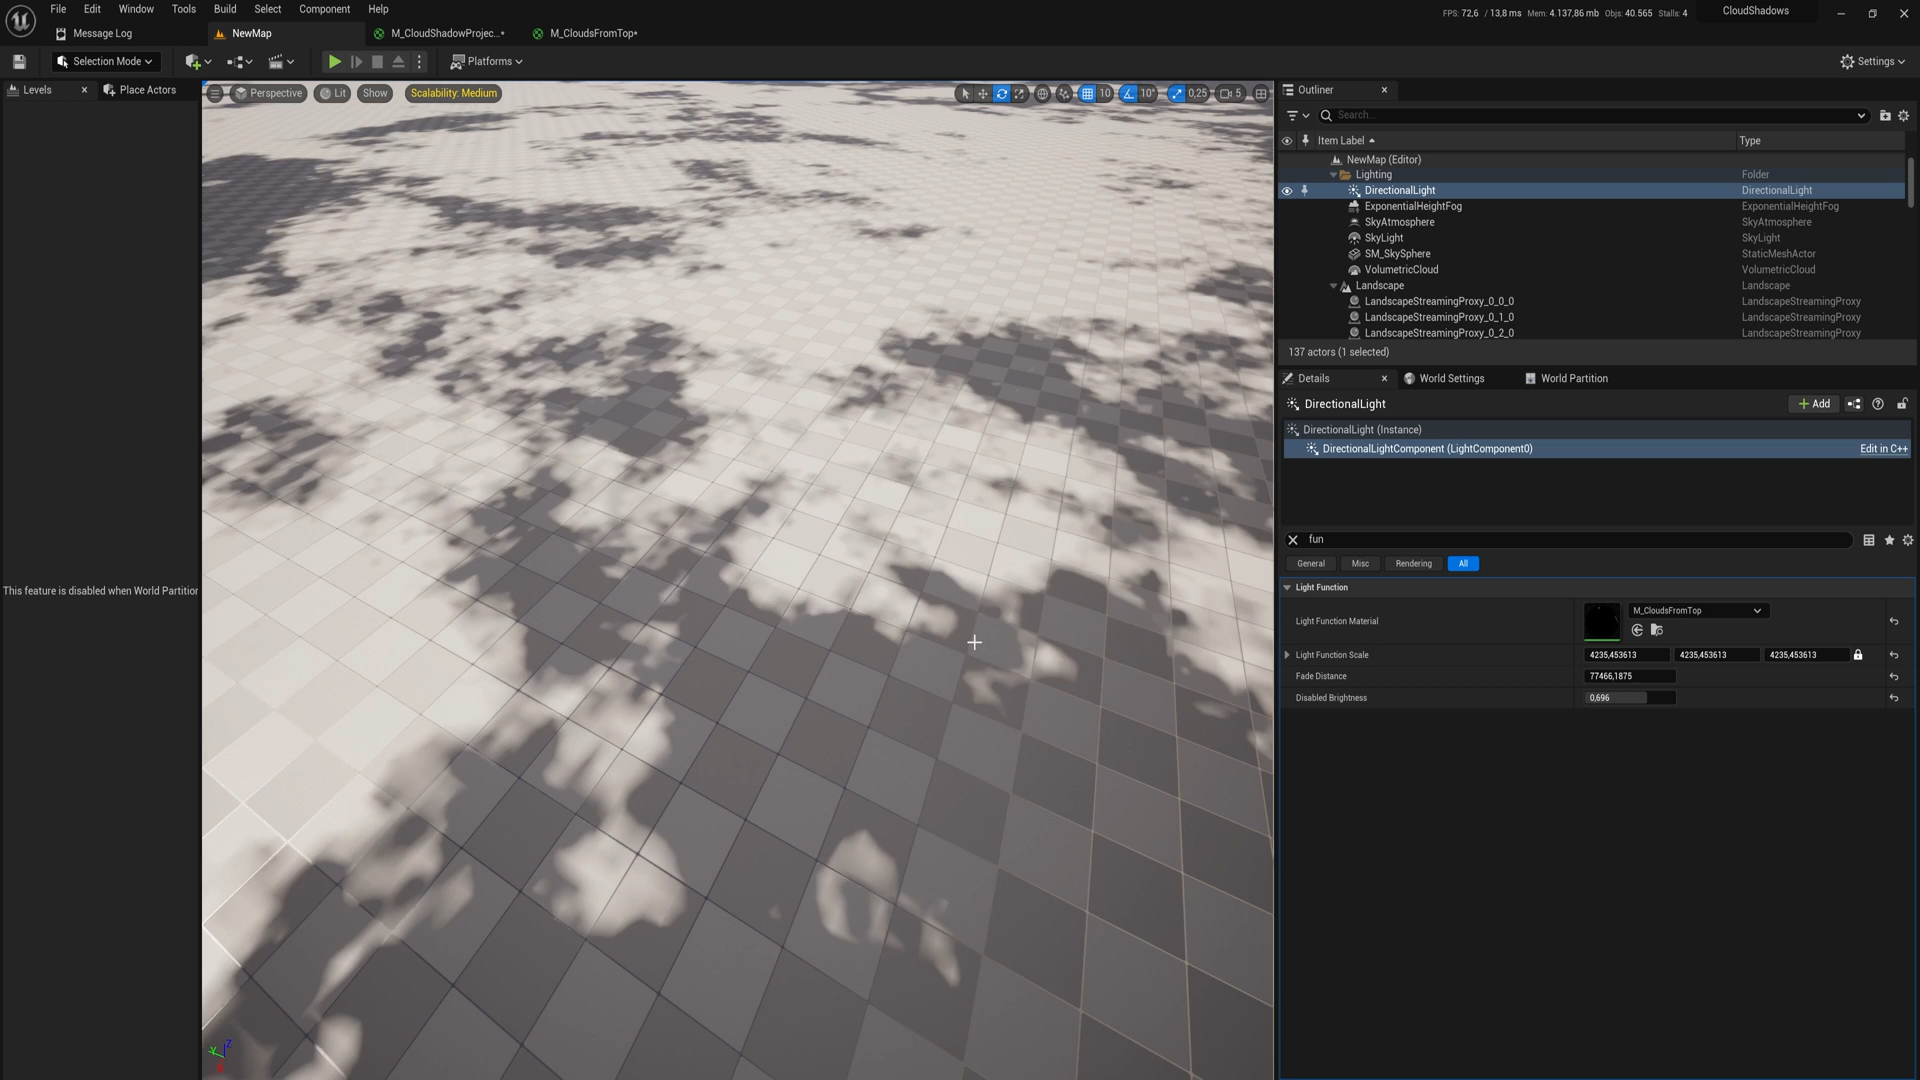 File Edit Window Tools Build Select Component Help
FPS: 72,6 / 13,8 ms Mem: 4.137,86 mb Objs: 40.565 Stalls: 4
CloudShadows
Message Log
NewMap
M_CloudShadowProjec...*
M_CloudsFromTop*
Selection Mode
Platforms
Settings
Levels
Place Actors
Perspective
Lit
Show
Scalability: Medium
10
10°
0,25
5
This feature is disabled when World Partition
Outliner
Search...
Item Label
Type
NewMap (Editor)
Lighting Folder
DirectionalLight DirectionalLight
ExponentialHeightFog ExponentialHeightFog
SkyAtmosphere SkyAtmosphere
SkyLight SkyLight
SM_SkySphere StaticMeshActor
VolumetricCloud VolumetricCloud
Landscape Landscape
LandscapeStreamingProxy_0_0_0 LandscapeStreamingProxy
LandscapeStreamingProxy_0_1_0 LandscapeStreamingProxy
LandscapeStreamingProxy_0_2_0 LandscapeStreamingProxy
137 actors (1 selected)
Details
World Settings
World Partition
DirectionalLight
Add
DirectionalLight (Instance)
DirectionalLightComponent (LightComponent0)
Edit in C++
fun
General Misc Rendering All
Light Function
Light Function Material
M_CloudsFromTop
Light Function Scale 4235,453613 4235,453613 4235,453613
Fade Distance 77466,1875
Disabled Brightness 0,696
Y Z